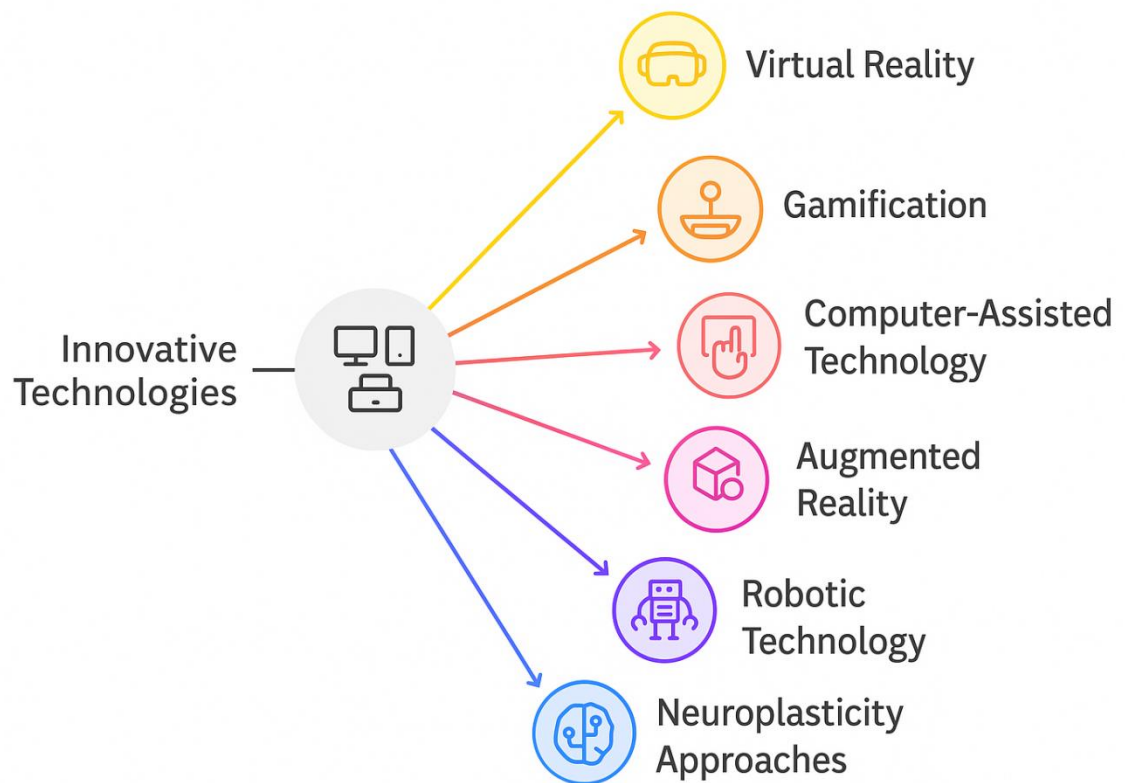 Innovative
Technologies
Virtual Reality
Gamification
Computer-Assisted
Technology
Augmented
Reality
Robotic
Technology
Neuroplasticity
Approaches